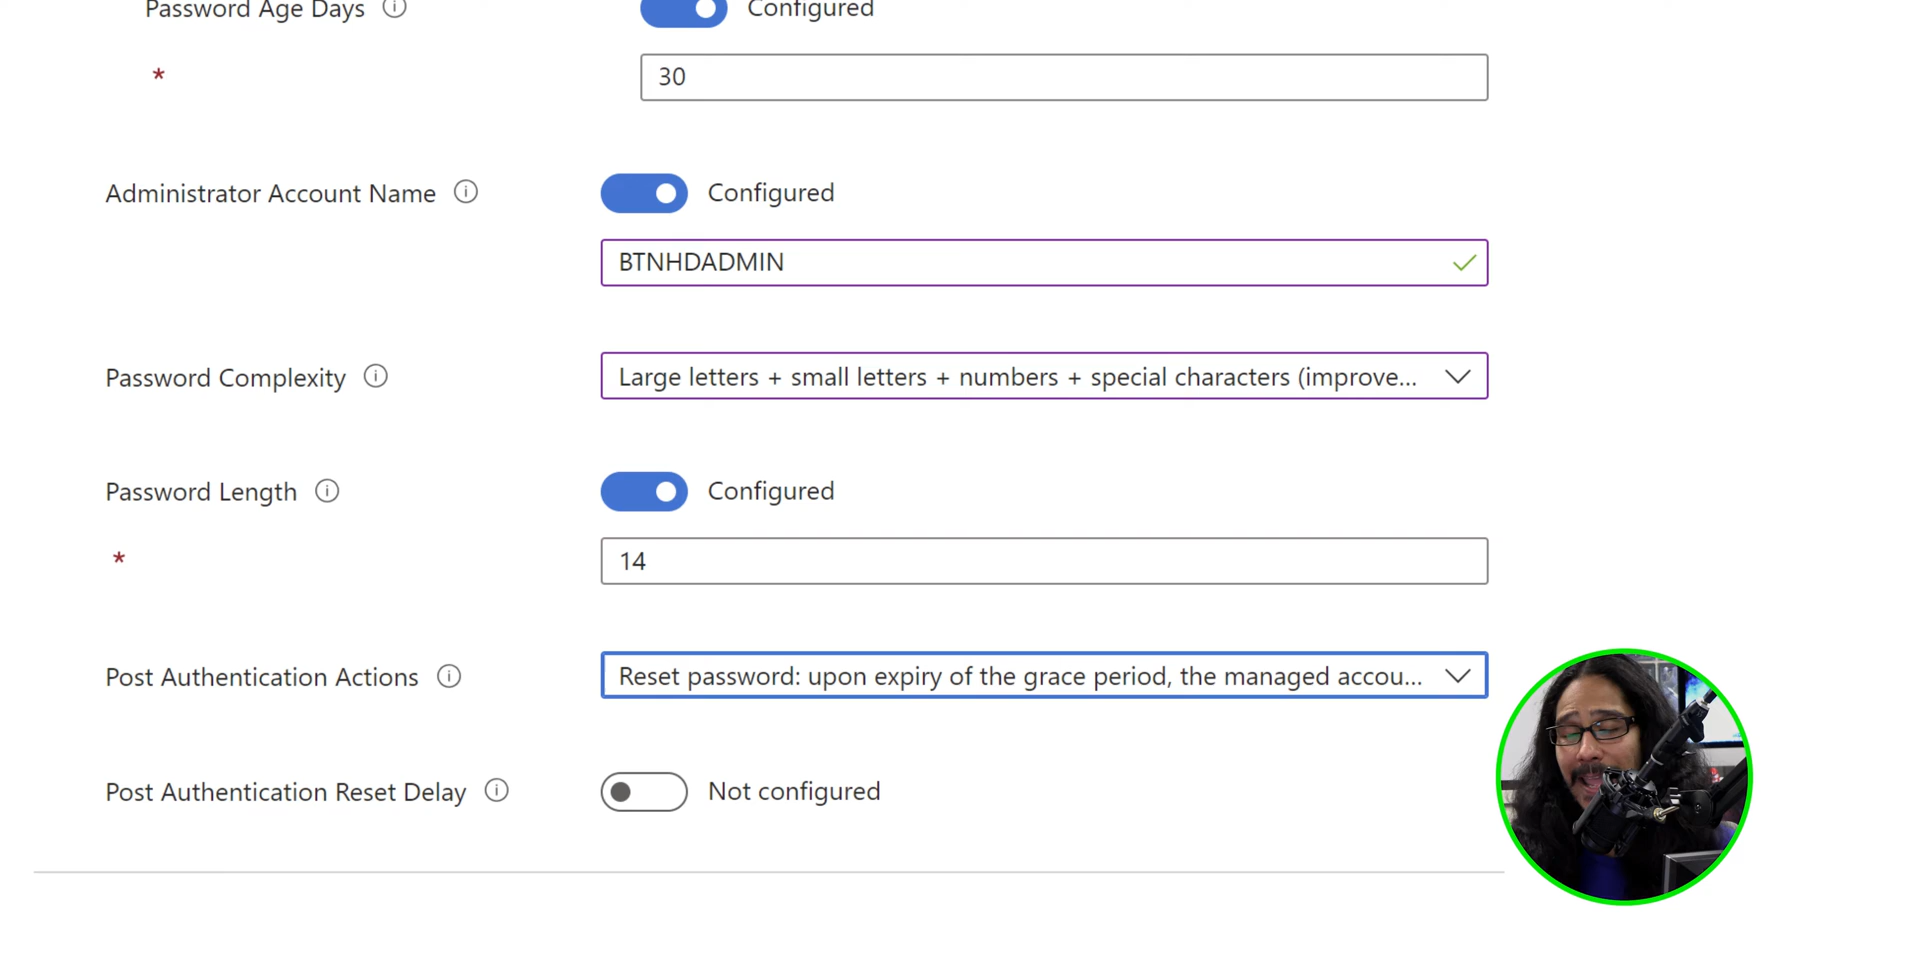 Password Age Days
Configured
*
30
Administrator Account Name
Configured
BTNHDADMIN
Password Complexity
Large letters + small letters + numbers + special characters (improve...
Password Length
Configured
*
14
Post Authentication Actions
Reset password: upon expiry of the grace period, the managed accou...
Post Authentication Reset Delay
Not configured